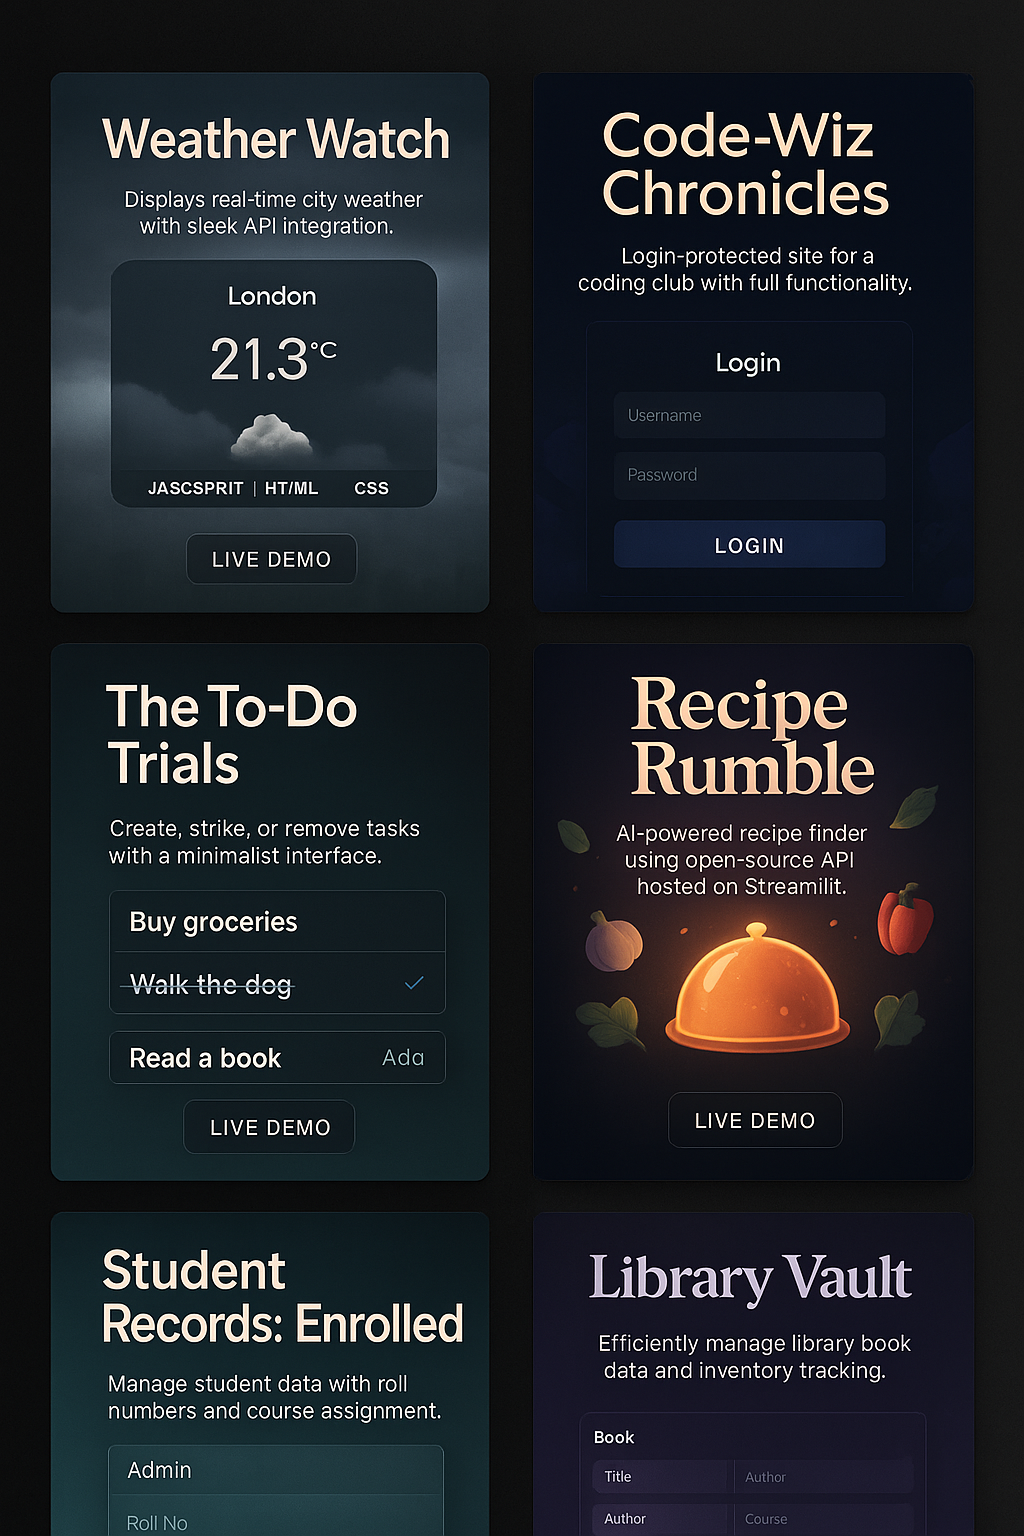 Weather Watch
Displays real-time city weather
with sleek API integration.
London
21.3°C
JASCSPRIT | HT/ML CSS
LIVE DEMO
Code-Wiz
Chronicles
Login-protected site for a
coding club with full functionality.
Login
Username
Password
LOGIN
The To-Do
Trials
Create, strike, or remove tasks
with a minimalist interface.
Buy groceries
Walk the dog
Read a book Ada
LIVE DEMO
Recipe
Rumble
AI-powered recipe finder
using open-source API
hosted on Streamilit.
LIVE DEMO
Student
Records: Enrolled
Manage student data with roll
numbers and course assignment.
Admin
Roll No
Library Vault
Efficiently manage library book
data and inventory tracking.
Book
Title Author
Author Course